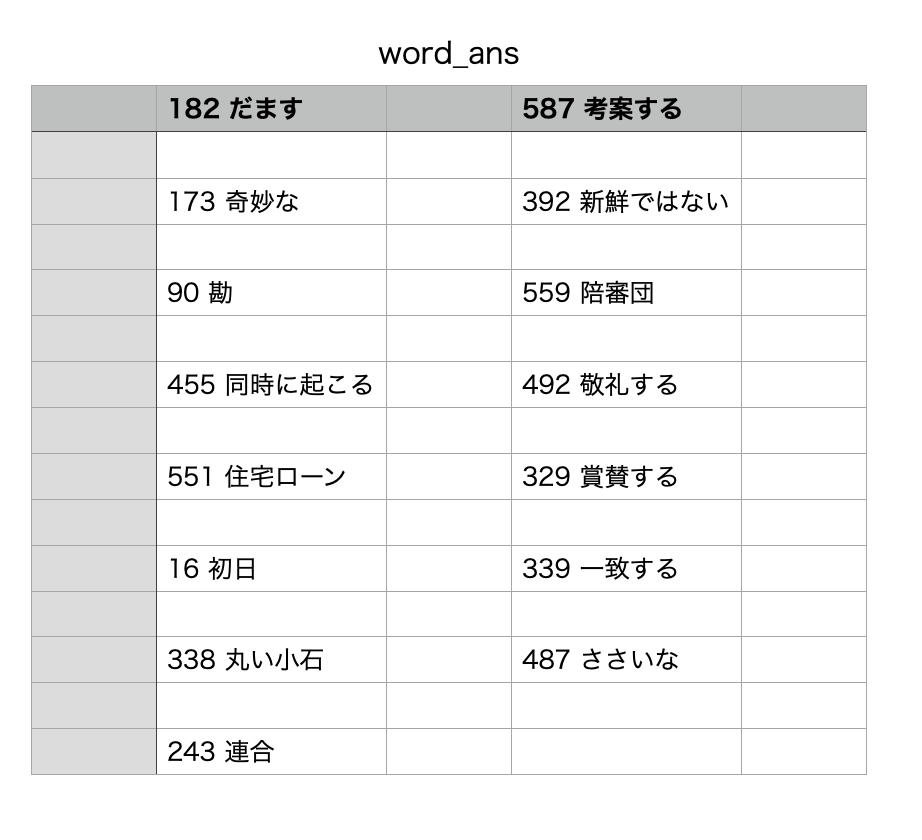 word_ans
182 だます 587 考案する
173 奇妙な 392 新鮮ではない
90 勘 559 陪審団
455 同時に起こる 492 敬礼する
551 住宅ローン 329 賞賛する
16 初日 339 一致する
338 丸い小石 487 ささいな
243 連合